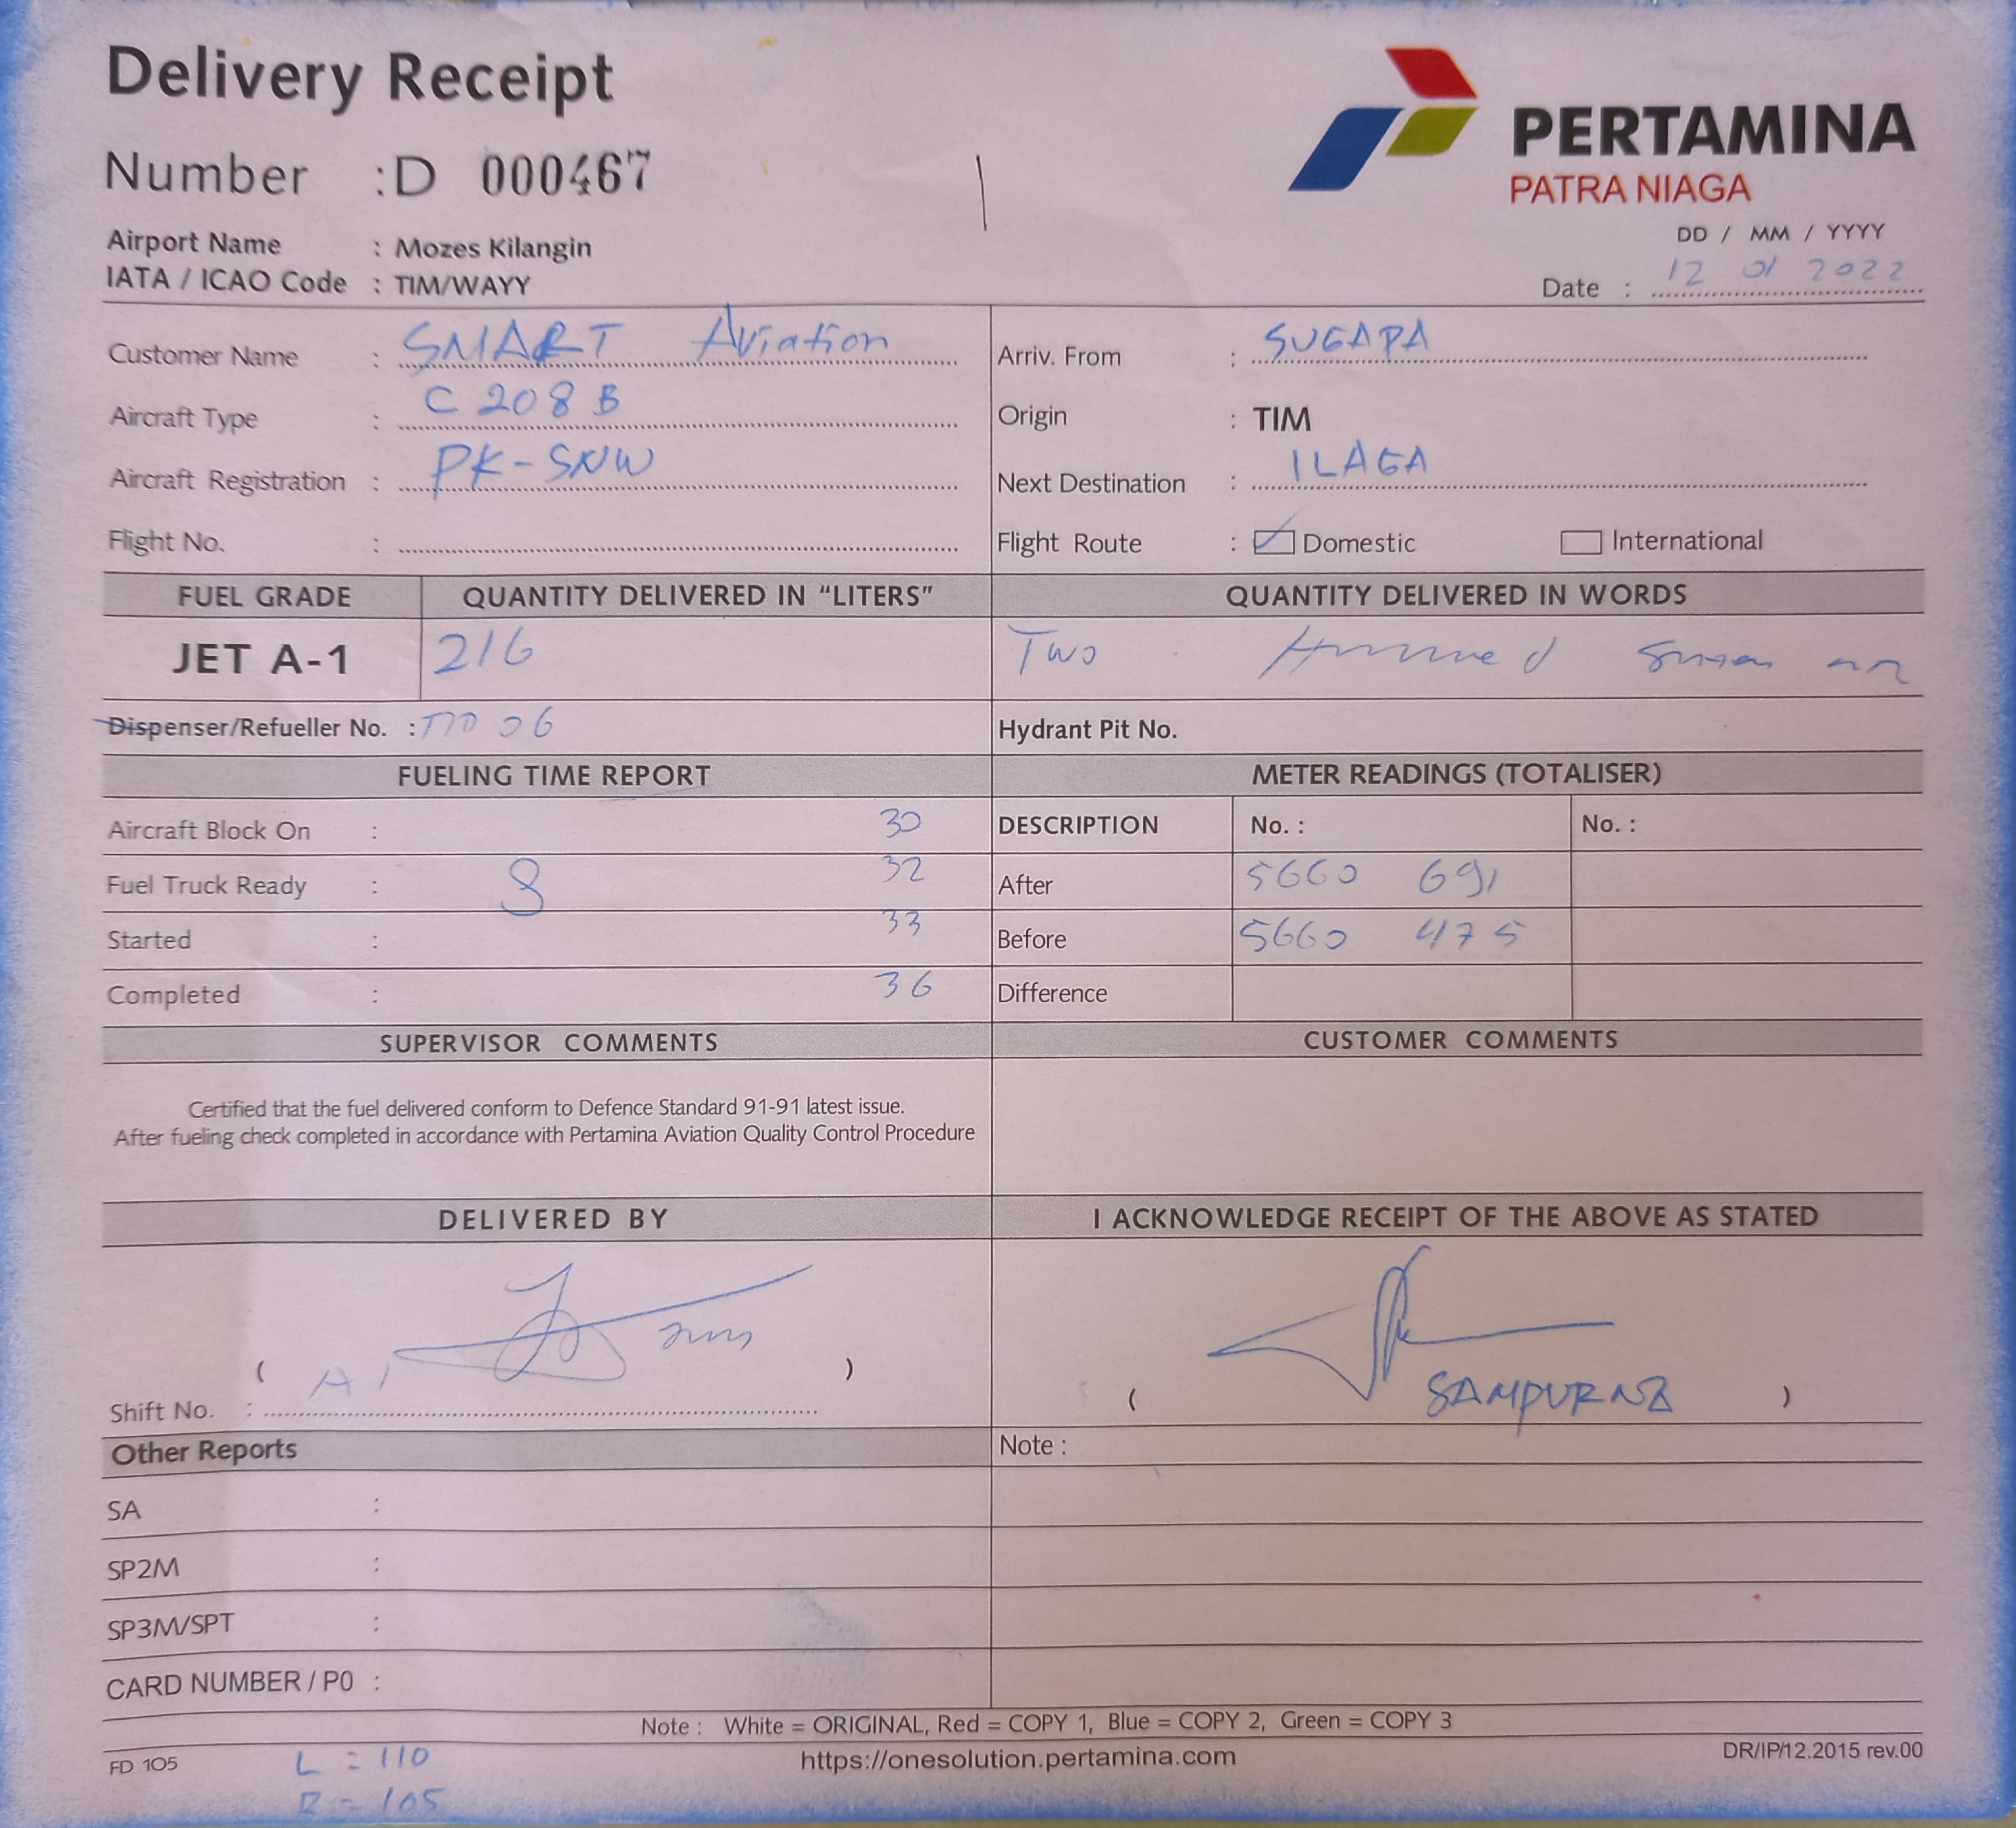 Delivery Receipt
PERTAMINA
PATRA NIAGA
Number : D 000467
Airport Name : Mozes Kilangin
IATA / ICAO Code : TIM/WAYY
DD / MM / YYYY
Date : 12 01 2022
Customer Name : SMART Aviation
Arriv. From : SUGAPA
Aircraft Type : C 208 B
Origin : TIM
Aircraft Registration : PK-SNW
Next Destination : ILAGA
Flight No. :
Flight Route : Domestic International
FUEL GRADE QUANTITY DELIVERED IN “LITERS” QUANTITY DELIVERED IN WORDS
JET A-1 216 Two Hundred
Dispenser/Refueller No. : 06
Hydrant Pit No.
FUELING TIME REPORT METER READINGS (TOTALISER)
Aircraft Block On : 30
DESCRIPTION No. : No. :
Fuel Truck Ready : 8 32
After 5660 691
Started : 33
Before 5660 475
Completed : 36
Difference
SUPERVISOR COMMENTS CUSTOMER COMMENTS
Certified that the fuel delivered conform to Defence Standard 91-91 latest issue.
After fueling check completed in accordance with Pertamina Aviation Quality Control Procedure
DELIVERED BY I ACKNOWLEDGE RECEIPT OF THE ABOVE AS STATED
( )
( SAMPURNA )
Shift No. :
Other Reports
Note :
SA :
SP2M :
SP3M/SPT :
CARD NUMBER / P0 :
Note : White = ORIGINAL, Red = COPY 1, Blue = COPY 2, Green = COPY 3
FD 105
https://onesolution.pertamina.com
DR/IP/12.2015 rev.00
L = 110
R = 105